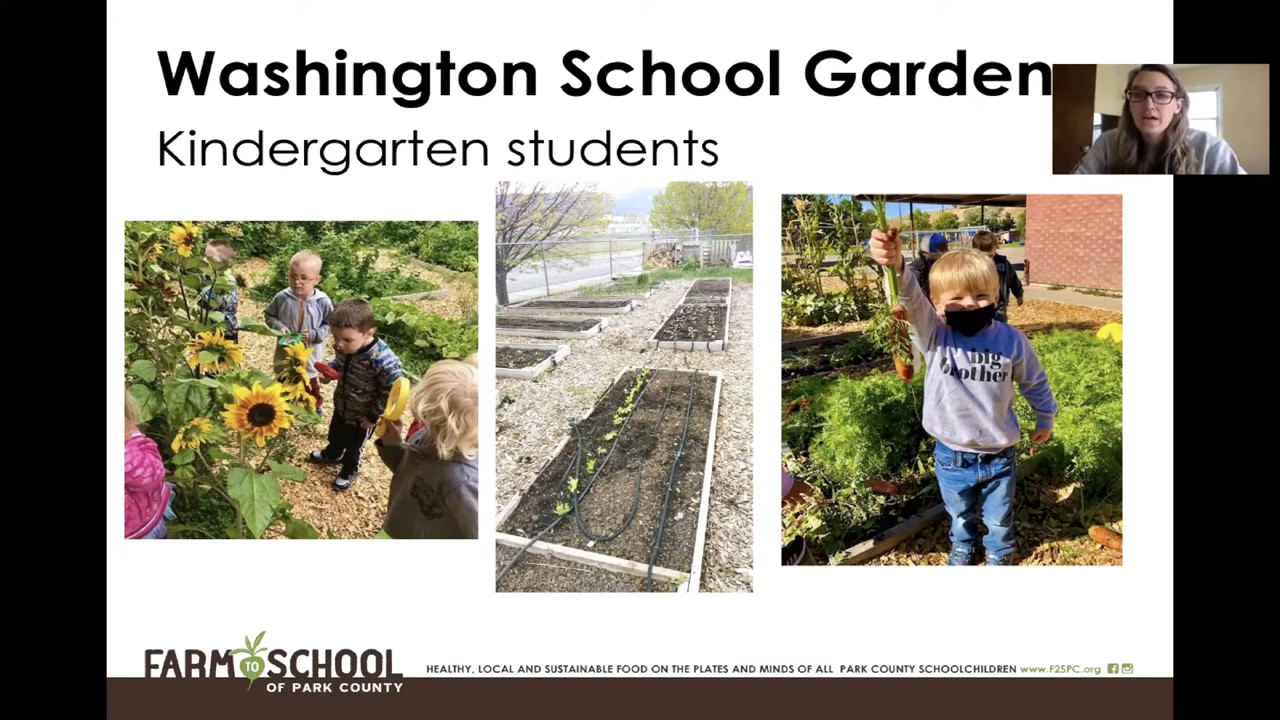 Washington School Garden
Kindergarten students
big
brother
FARM TO SCHOOL
OF PARK COUNTY
HEALTHY, LOCAL AND SUSTAINABLE FOOD ON THE PLATES AND MINDS OF ALL PARK COUNTY SCHOOLCHILDREN www.F2SPC.org